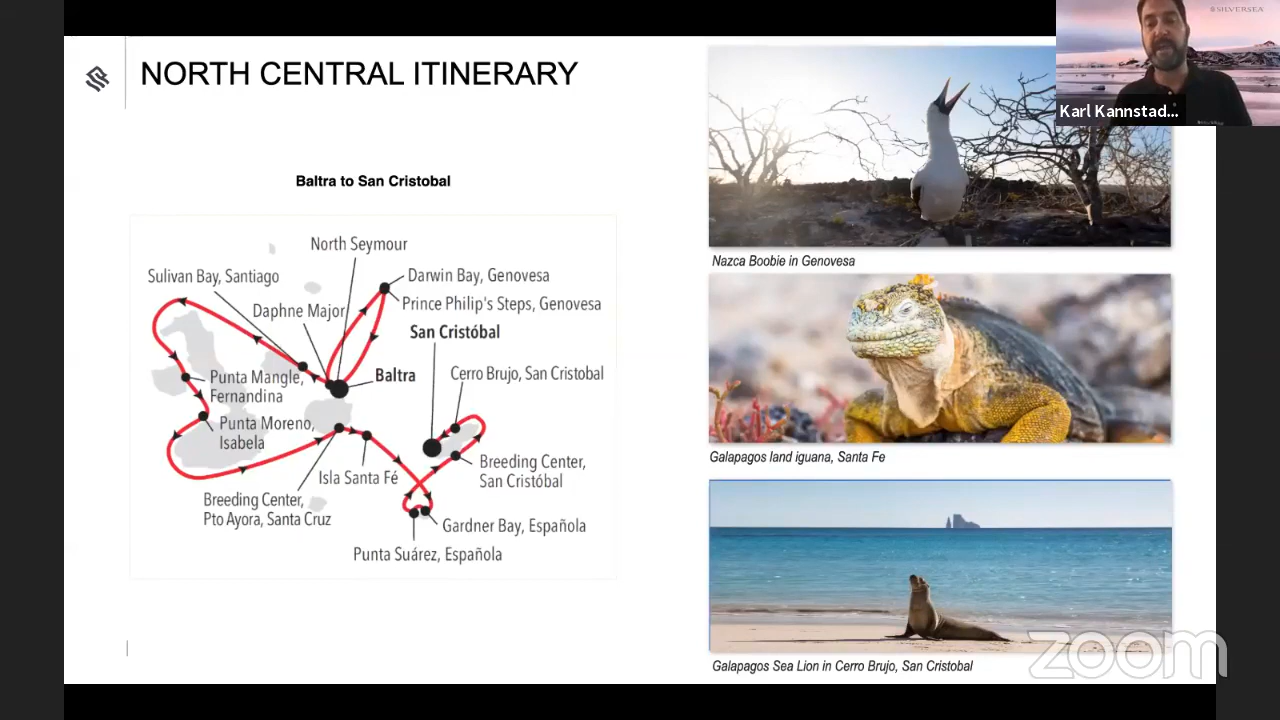 SILVERSEA
Karl Kannstad...
NORTH CENTRAL ITINERARY
Baltra to San Cristobal
North Seymour
Sulivan Bay, Santiago
Darwin Bay, Genovesa
Daphne Major
Prince Philip's Steps, Genovesa
San Cristóbal
Baltra
Cerro Brujo, San Cristobal
Punta Mangle,
Fernandina
Punta Moreno,
Isabela
Isla Santa Fé
Breeding Center,
San Cristóbal
Breeding Center,
Pto Ayora, Santa Cruz
Gardner Bay, Española
Punta Suárez, Española
Nazca Boobie in Genovesa
Galapagos land iguana, Santa Fe
Galapagos Sea Lion in Cerro Brujo, San Cristobal
zoom